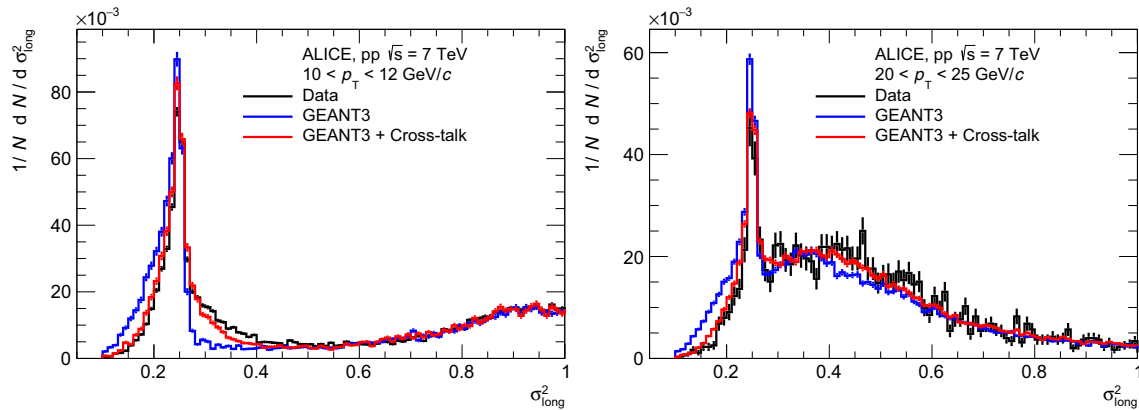 ×10⁻³
1/ N d N / d σ²long
ALICE, pp √s = 7 TeV
10 < pT < 12 GeV/c
Data
GEANT3
GEANT3 + Cross-talk
80
60
40
20
0
0.2 0.4 0.6 0.8 1
σ²long
×10⁻³
1/ N d N / d σ²long
ALICE, pp √s = 7 TeV
20 < pT < 25 GeV/c
Data
GEANT3
GEANT3 + Cross-talk
60
40
20
0
0.2 0.4 0.6 0.8 1
σ²long